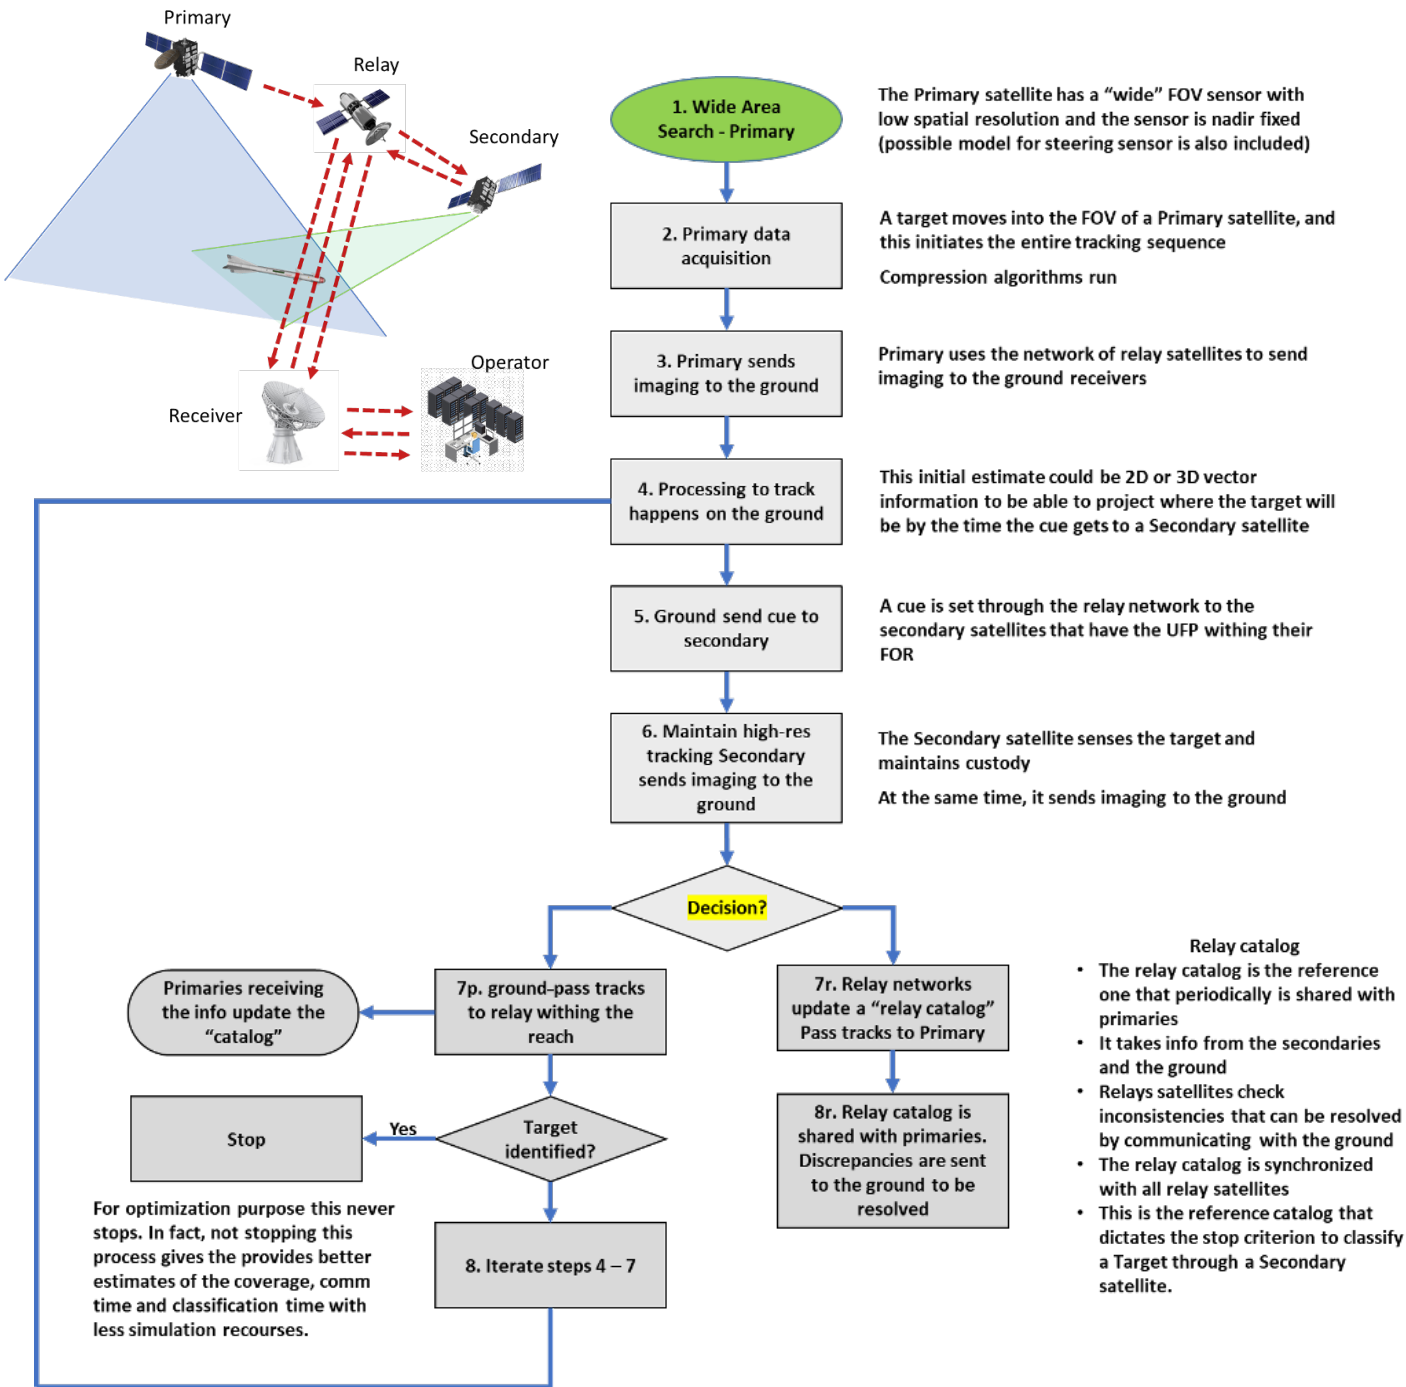 Primary
Relay
Secondary
Receiver
Operator
1. Wide Area
Search - Primary
The Primary satellite has a “wide” FOV sensor with
low spatial resolution and the sensor is nadir fixed
(possible model for steering sensor is also included)
2. Primary data
acquisition
A target moves into the FOV of a Primary satellite, and
this initiates the entire tracking sequence
Compression algorithms run
3. Primary sends
imaging to the ground
Primary uses the network of relay satellites to send
imaging to the ground receivers
4. Processing to track
happens on the ground
This initial estimate could be 2D or 3D vector
information to be able to project where the target will
be by the time the cue gets to a Secondary satellite
5. Ground send cue to
secondary
A cue is set through the relay network to the
secondary satellites that have the UFP withing their
FOR
6. Maintain high-res
tracking Secondary
sends imaging to the
ground
The Secondary satellite senses the target and
maintains custody
At the same time, it sends imaging to the ground
Decision?
Primaries receiving
the info update the
“catalog”
7p. ground-pass tracks
to relay withing the
reach
7r. Relay networks
update a “relay catalog”
Pass tracks to Primary
Stop
Yes
Target
identified?
8r. Relay catalog is
shared with primaries.
Discrepancies are sent
to the ground to be
resolved
For optimization purpose this never
stops. In fact, not stopping this
process gives the provides better
estimates of the coverage, comm
time and classification time with
less simulation recourses.
8. Iterate steps 4 – 7
Relay catalog
• The relay catalog is the reference
one that periodically is shared with
primaries
• It takes info from the secondaries
and the ground
• Relays satellites check
inconsistencies that can be resolved
by communicating with the ground
• The relay catalog is synchronized
with all relay satellites
• This is the reference catalog that
dictates the stop criterion to classify
a Target through a Secondary
satellite.